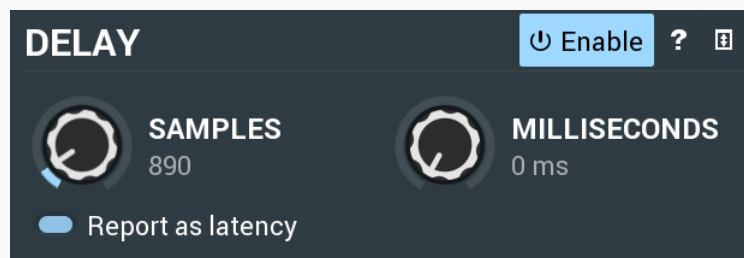 DELAY
Enable ?
SAMPLES
890
MILLISECONDS
0 ms
Report as latency